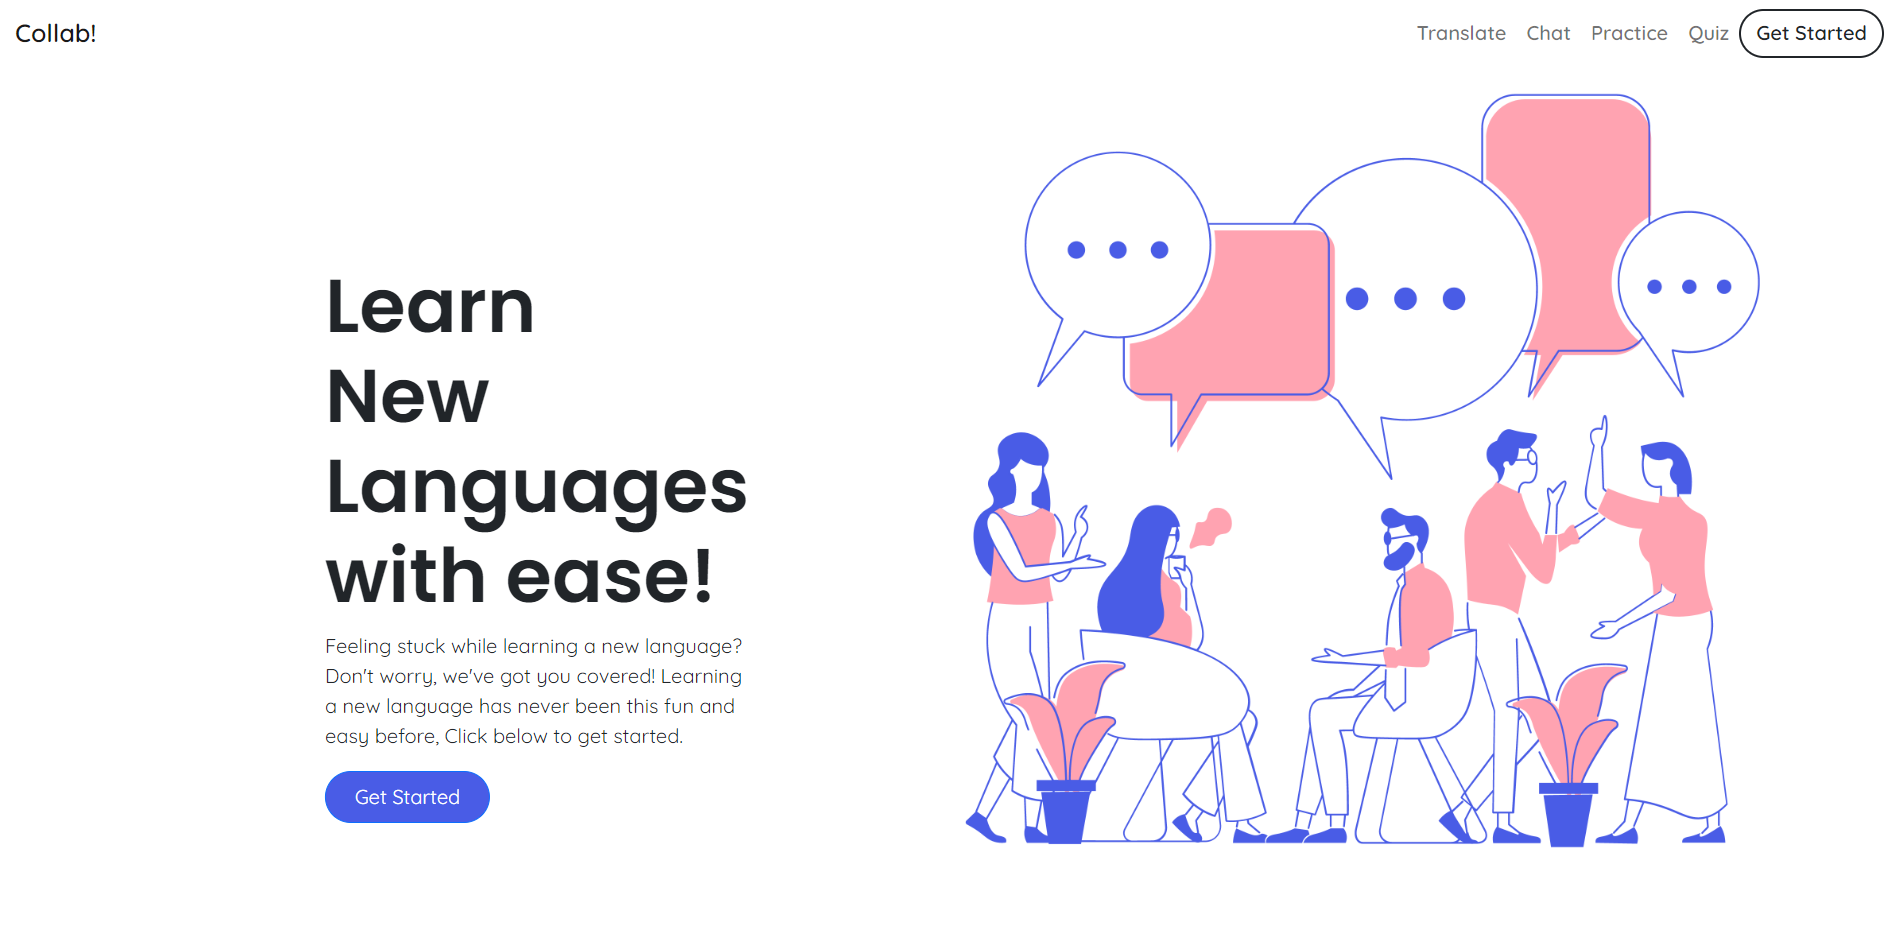 Collab!
Translate Chat Practice Quiz Get Started
Learn
New
Languages
with ease!
Feeling stuck while learning a new language?
Don't worry, we've got you covered! Learning
a new language has never been this fun and
easy before, Click below to get started.
Get Started